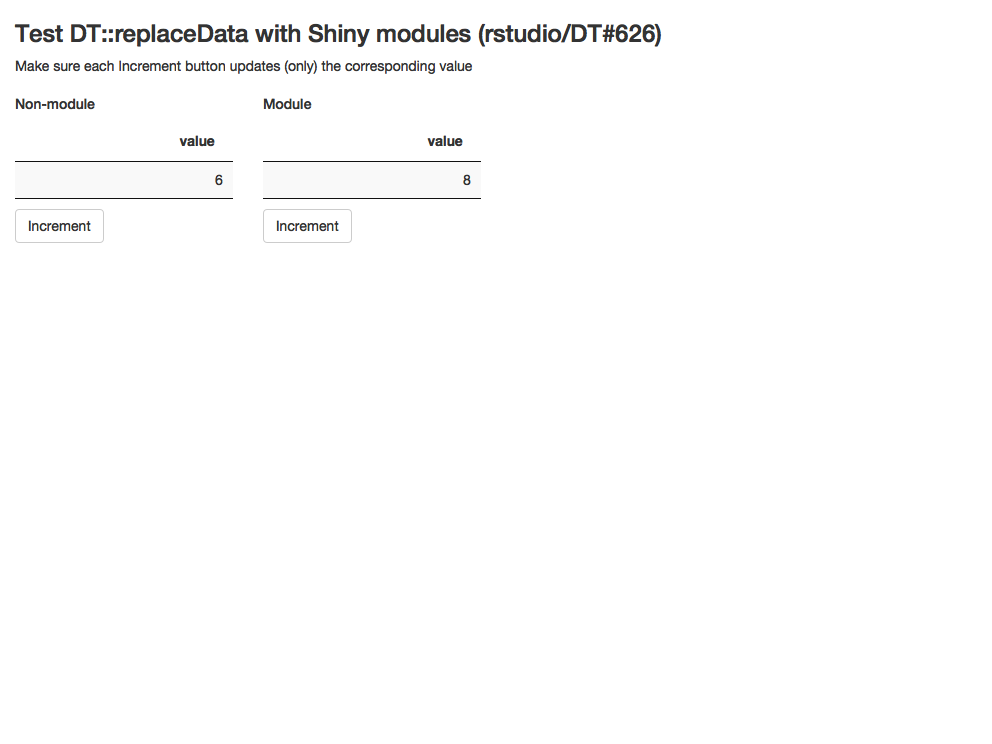 Test DT::replaceData with Shiny modules (rstudio/DT#626)
Make sure each Increment button updates (only) the corresponding value
Non-module
value
6
Increment
Module
value
8
Increment